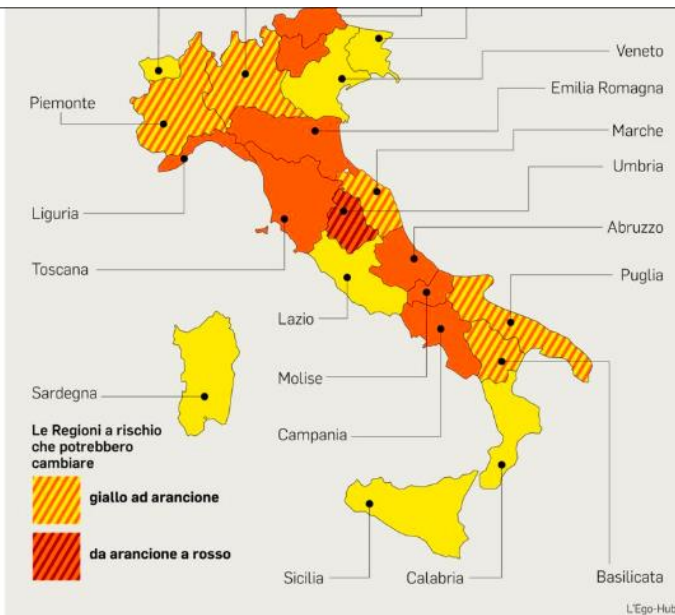 Veneto
Emilia Romagna
Piemonte
Marche
Umbria
Liguria
Abruzzo
Toscana
Puglia
Lazio
Molise
Sardegna
Campania
Le Regioni a rischio
che potrebbero
cambiare
giallo ad arancione
da arancione a rosso
Sicilia
Calabria
Basilicata
L'Ego-Hub